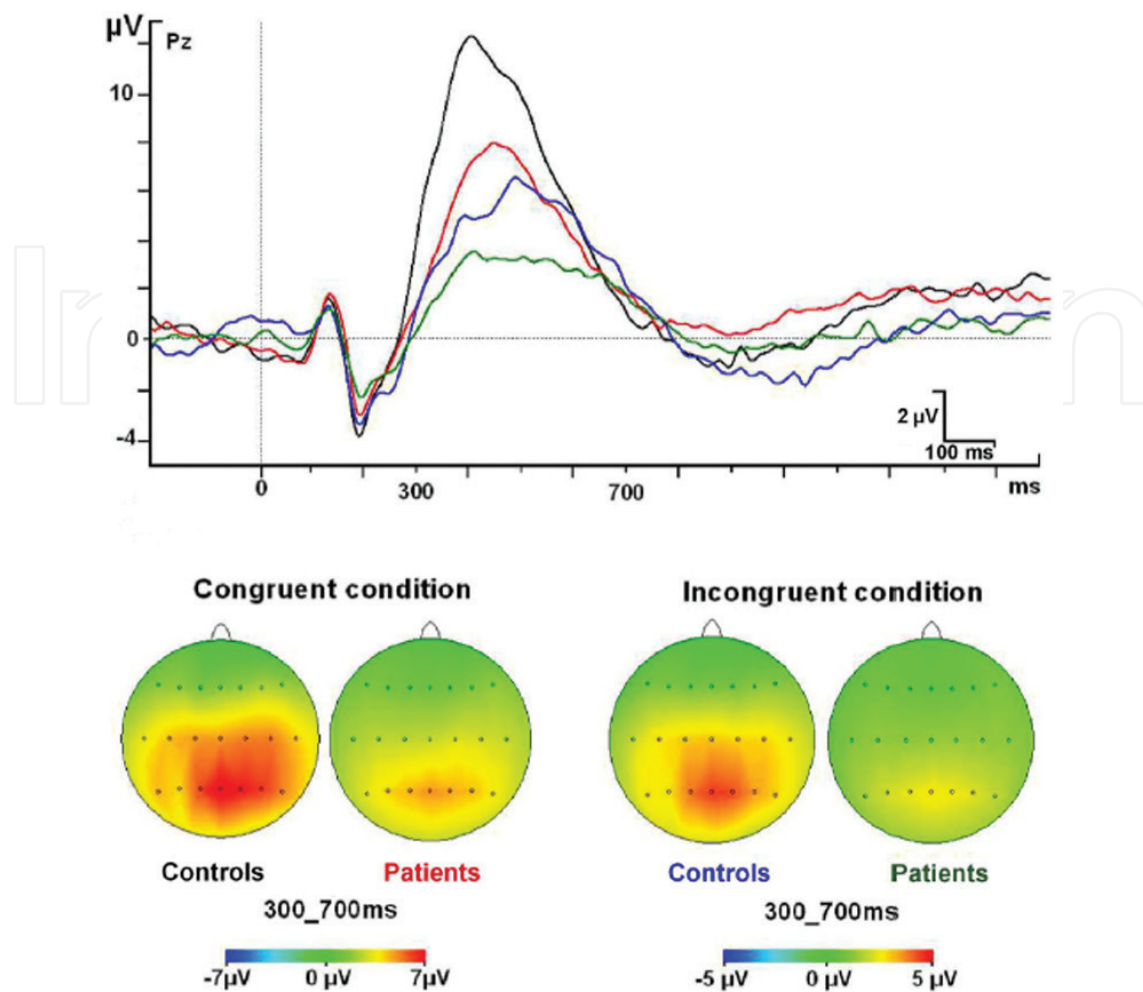 µV
Pz
10
0
-4
2 µV
100 ms
0
300
700
ms
Congruent condition
Incongruent condition
Controls
Patients
Controls
Patients
300_700ms
300_700ms
-7µV
0 µV
7µV
-5 µV
0 µV
5 µV